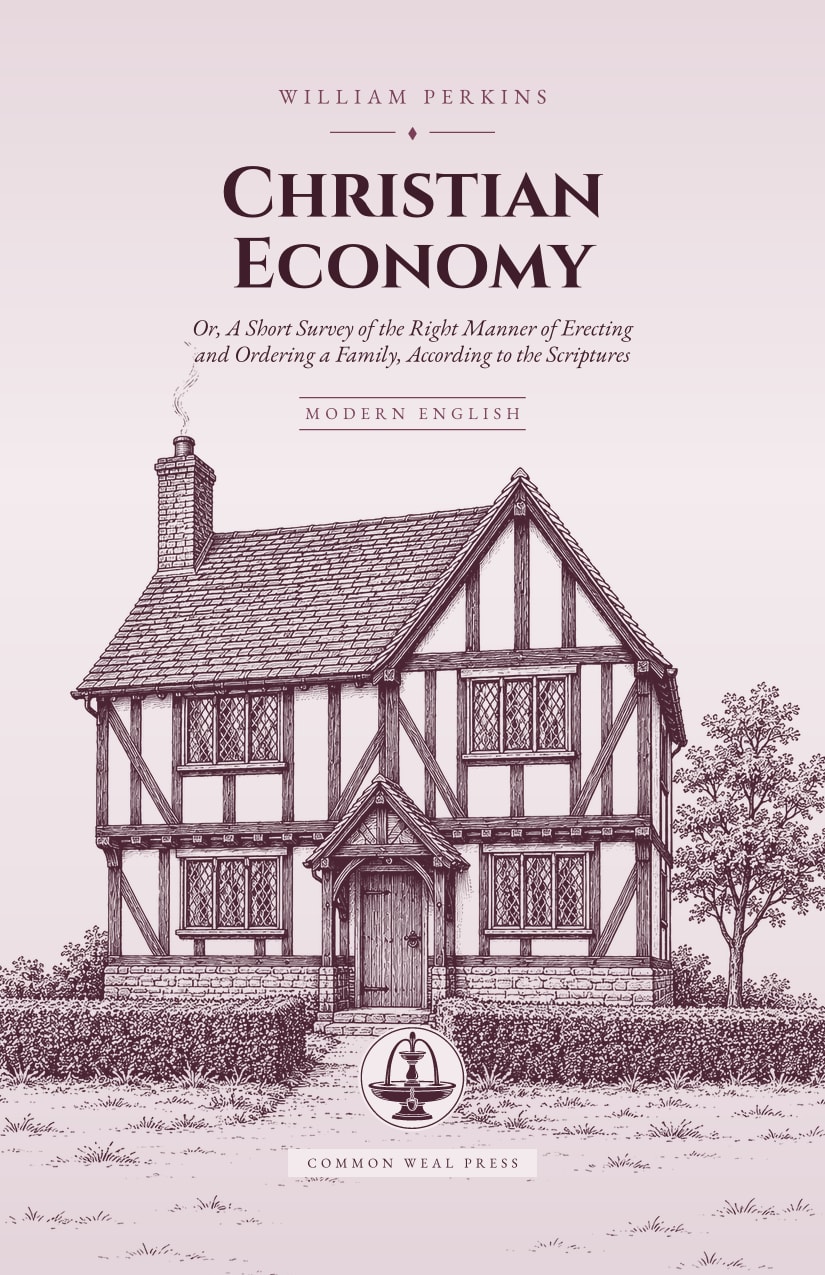 WILLIAM PERKINS
CHRISTIAN
ECONOMY
Or, A Short Survey of the Right Manner of Erecting
and Ordering a Family, According to the Scriptures
MODERN ENGLISH
COMMON WEAL PRESS